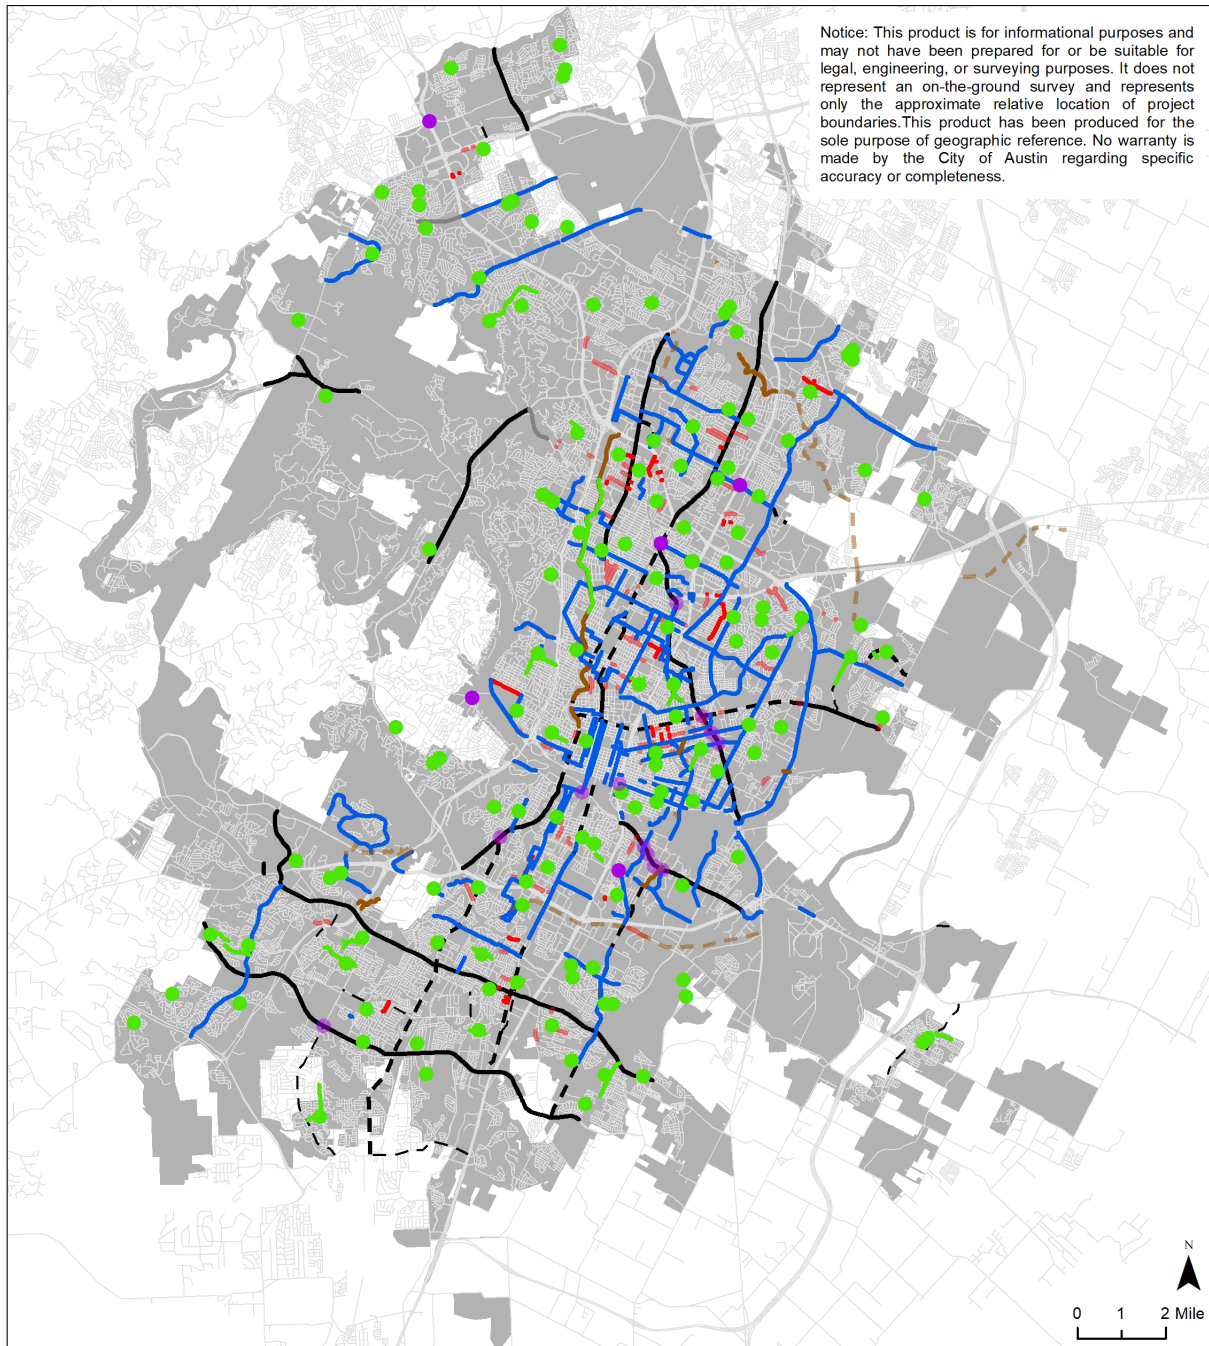 Notice: This product is for informational purposes and
may not have been prepared for or be suitable for
legal, engineering, or surveying purposes. It does not
represent an on-the-ground survey and represents
only the approximate relative location of project
boundaries.This product has been produced for the
sole purpose of geographic reference. No warranty is
made by the City of Austin regarding specific
accuracy or completeness.
N
0 1 2 Mile